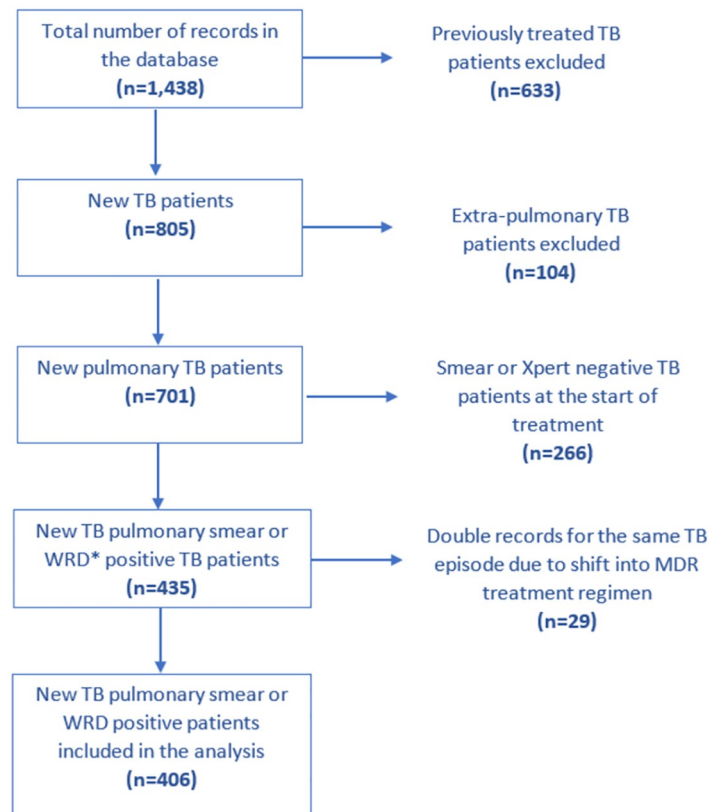 Total number of records in
the database
(n=1,438)
Previously treated TB
patients excluded
(n=633)
New TB patients
(n=805)
Extra-pulmonary TB
patients excluded
(n=104)
New pulmonary TB patients
(n=701)
Smear or Xpert negative TB
patients at the start of
treatment
(n=266)
New TB pulmonary smear or
WRD* positive TB patients
(n=435)
Double records for the same TB
episode due to shift into MDR
treatment regimen
(n=29)
New TB pulmonary smear or
WRD positive patients
included in the analysis
(n=406)